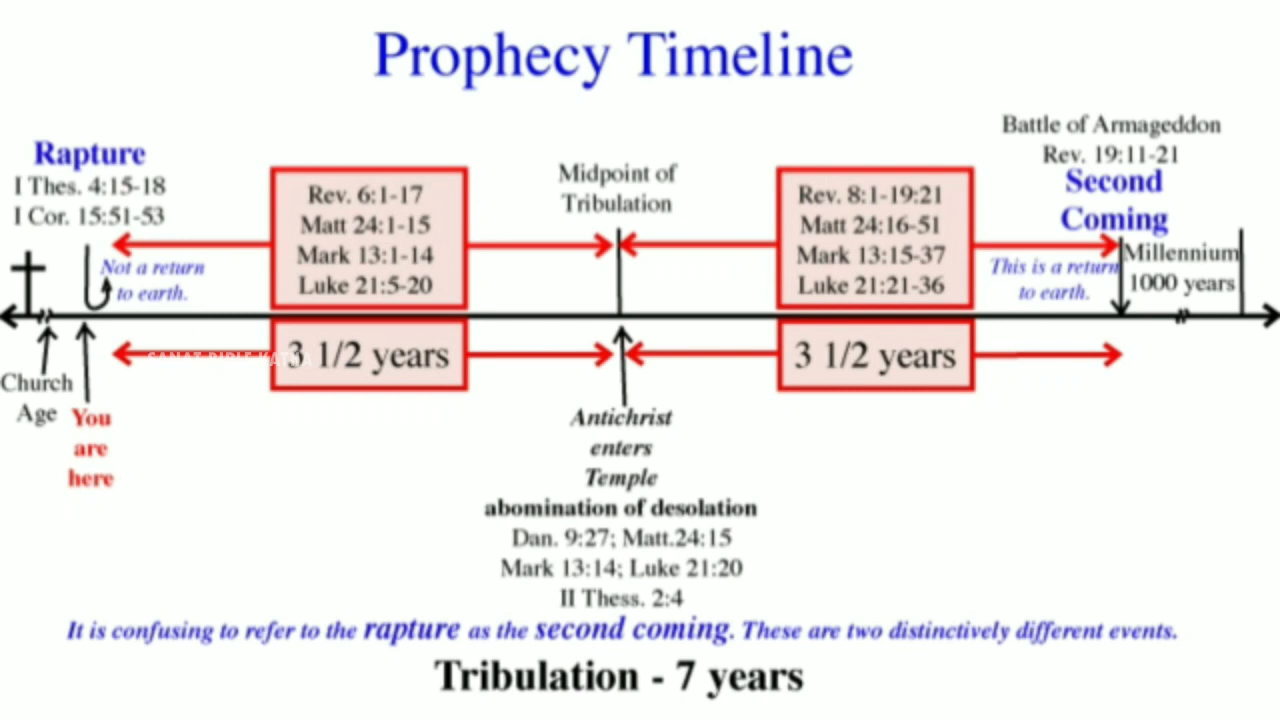 Prophecy Timeline
Rapture
I Thes. 4:15-18
I Cor. 15:51-53
Not a return
to earth.
Rev. 6:1-17
Matt 24:1-15
Mark 13:1-14
Luke 21:5-20
Midpoint of
Tribulation
Rev. 8:1-19:21
Matt 24:16-51
Mark 13:15-37
Luke 21:21-36
Battle of Armageddon
Rev. 19:11-21
Second
Coming
This is a return
to earth.
Millennium
1000 years
Church
Age
You
are
here
SANAT BIBLE KATHA
3 1/2 years
3 1/2 years
Antichrist
enters
Temple
abomination of desolation
Dan. 9:27; Matt.24:15
Mark 13:14; Luke 21:20
II Thess. 2:4
It is confusing to refer to the rapture as the second coming. These are two distinctively different events.
Tribulation - 7 years